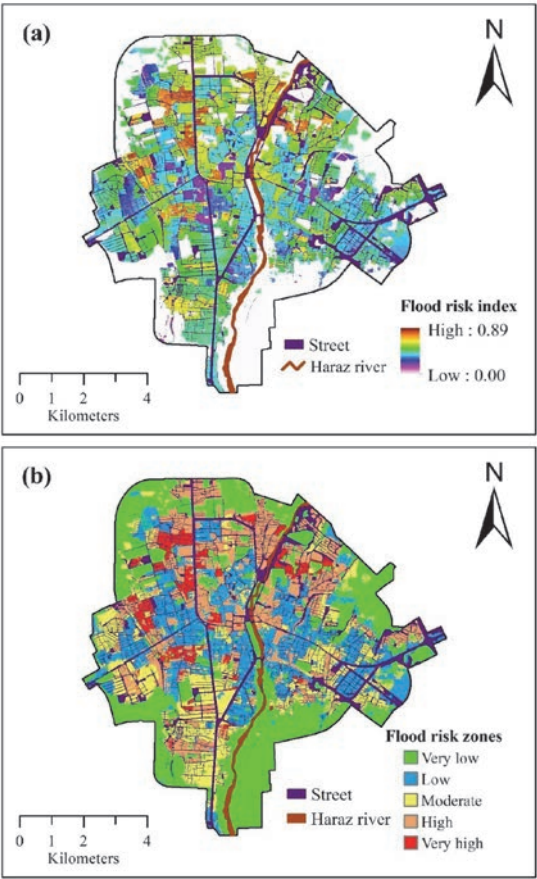 (a)
N
Flood risk index
High : 0.89
Low : 0.00
Street
Haraz river
0 1 2 4
Kilometers
(b)
N
Flood risk zones
Very low
Low
Moderate
High
Very high
Street
Haraz river
0 1 2 4
Kilometers